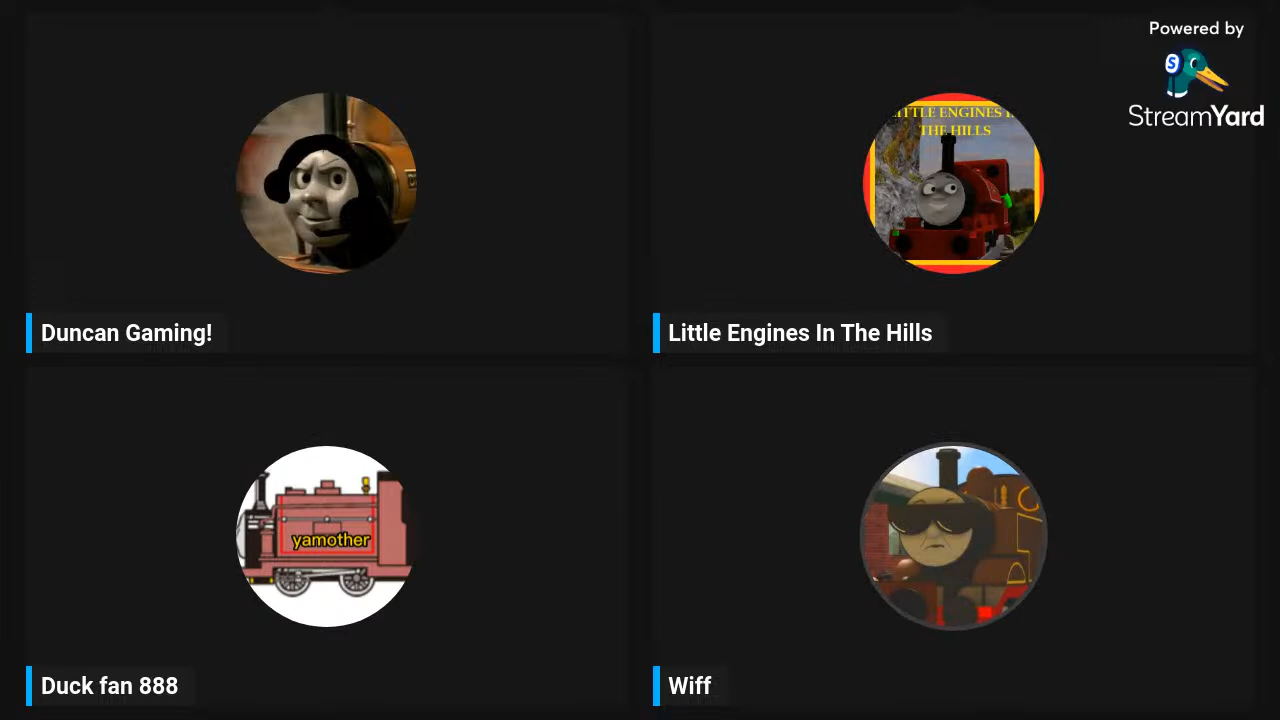 Powered by
S
StreamYard
LITTLE ENGINES I
THE HILLS
Duncan Gaming!
Little Engines In The Hills
yamother
Duck fan 888
Wiff